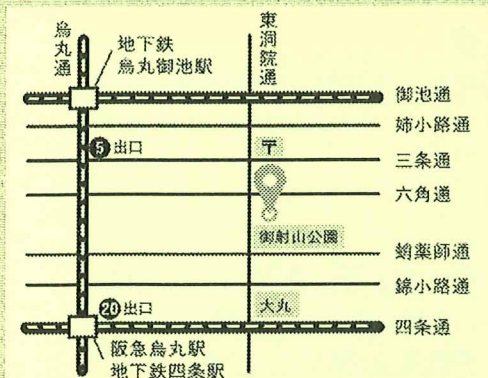 烏丸通
東洞院通
地下鉄
烏丸御池駅
御池通
姉小路通
5 出口
〒
三条通
六角通
御射山公園
蛸薬師通
錦小路通
20 出口
大丸
四条通
阪急烏丸駅
地下鉄四条駅